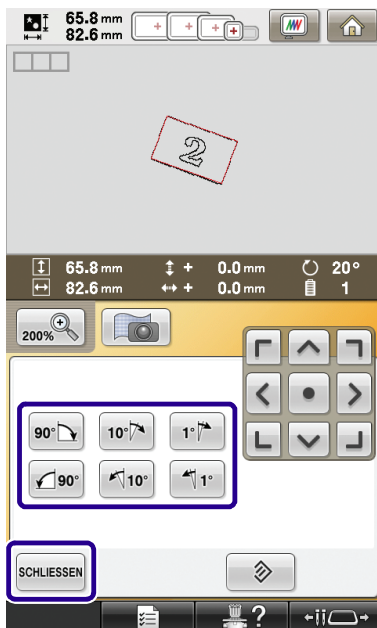 65.8 mm
82.6 mm
2
65.8 mm + 0.0 mm 20°
82.6 mm + 0.0 mm 1
200%
90° 10° 1°
90° 10° 1°
SCHLIESSEN
?